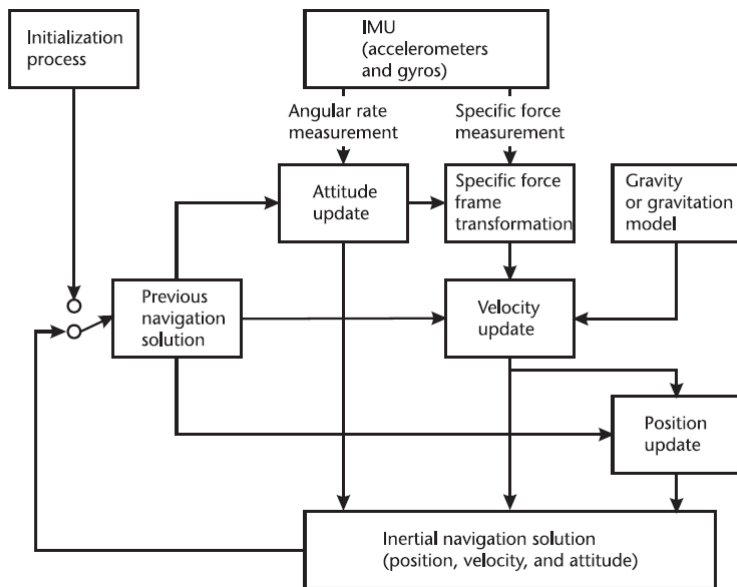 Initialization
process
IMU
(accelerometers
and gyros)
Angular rate
measurement
Specific force
measurement
Attitude
update
Specific force
frame
transformation
Gravity
or gravitation
model
Previous
navigation
solution
Velocity
update
Position
update
Inertial navigation solution
(position, velocity, and attitude)